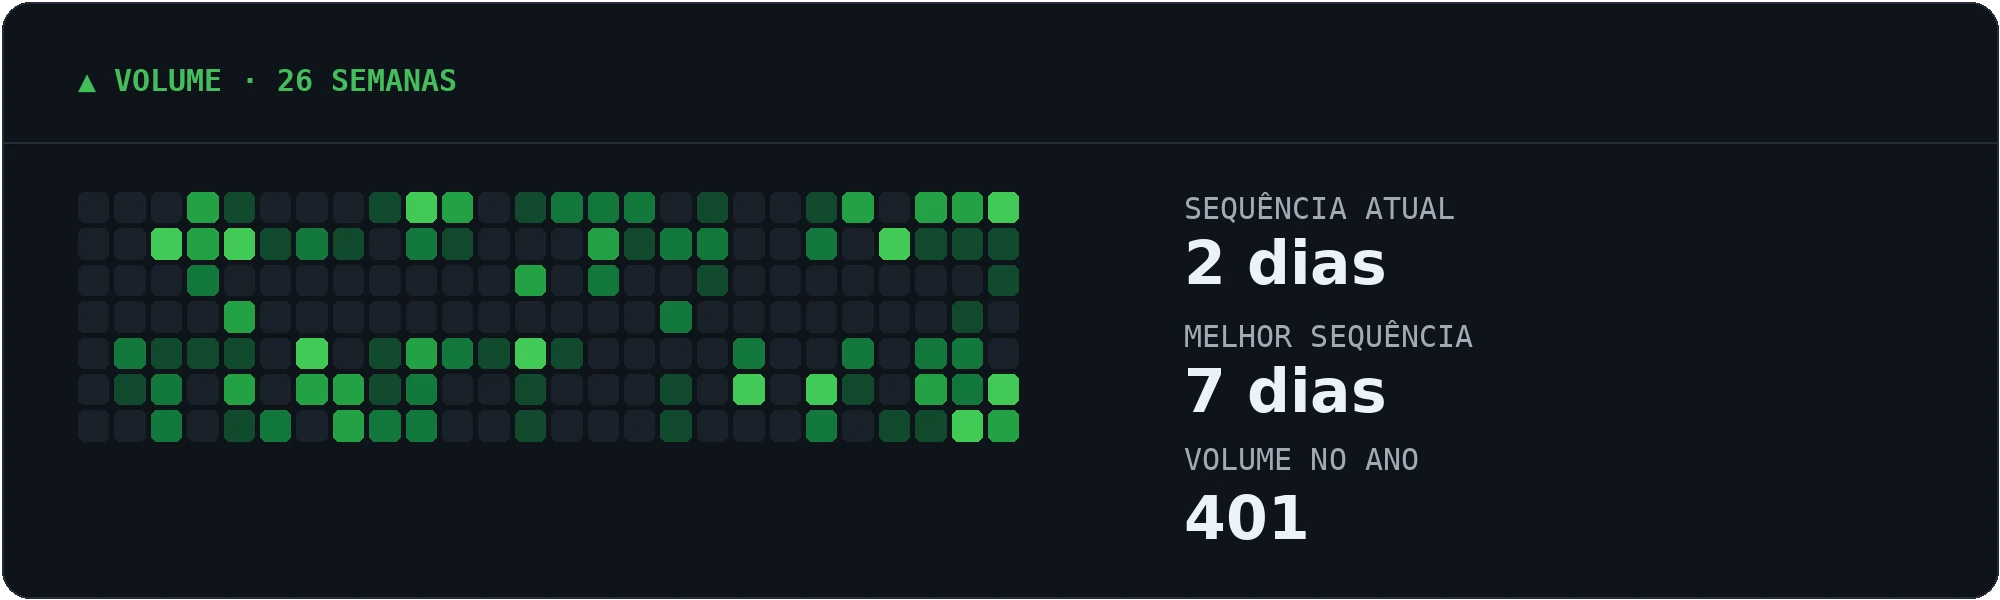 ▲ VOLUME · 26 SEMANAS
SEQUÊNCIA ATUAL
2 dias
MELHOR SEQUÊNCIA
7 dias
VOLUME NO ANO
401